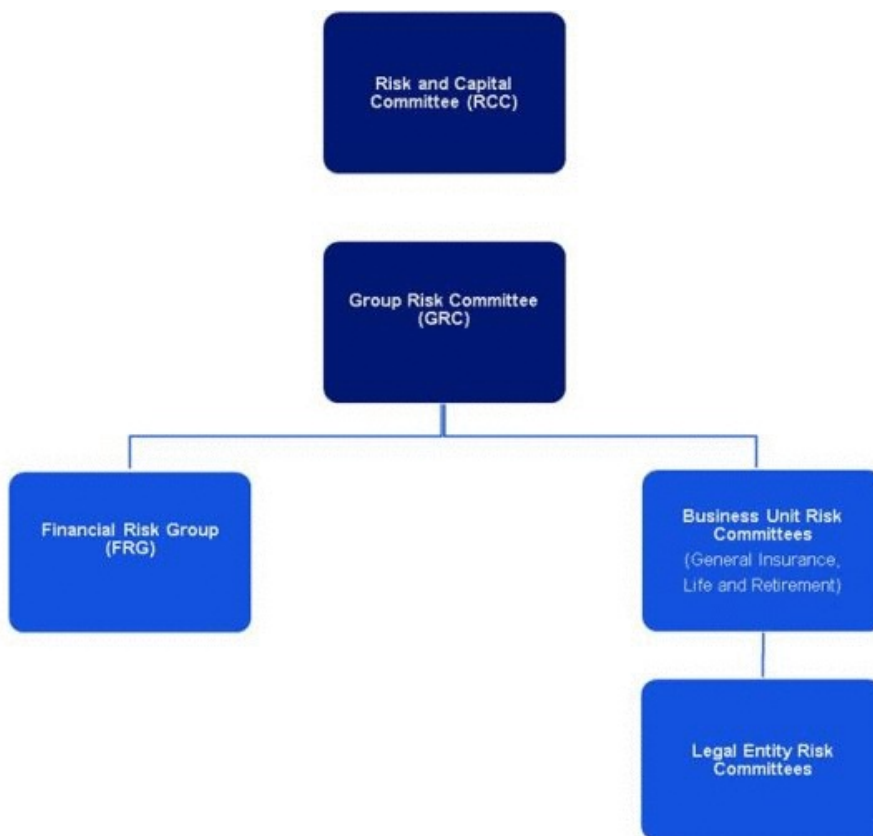 Risk and Capital
Committee (RCC)
Group Risk Committee
(GRC)
Financial Risk Group
(FRG)
Business Unit Risk
Committees
(General Insurance,
Life and Retirement)
Legal Entity Risk
Committees